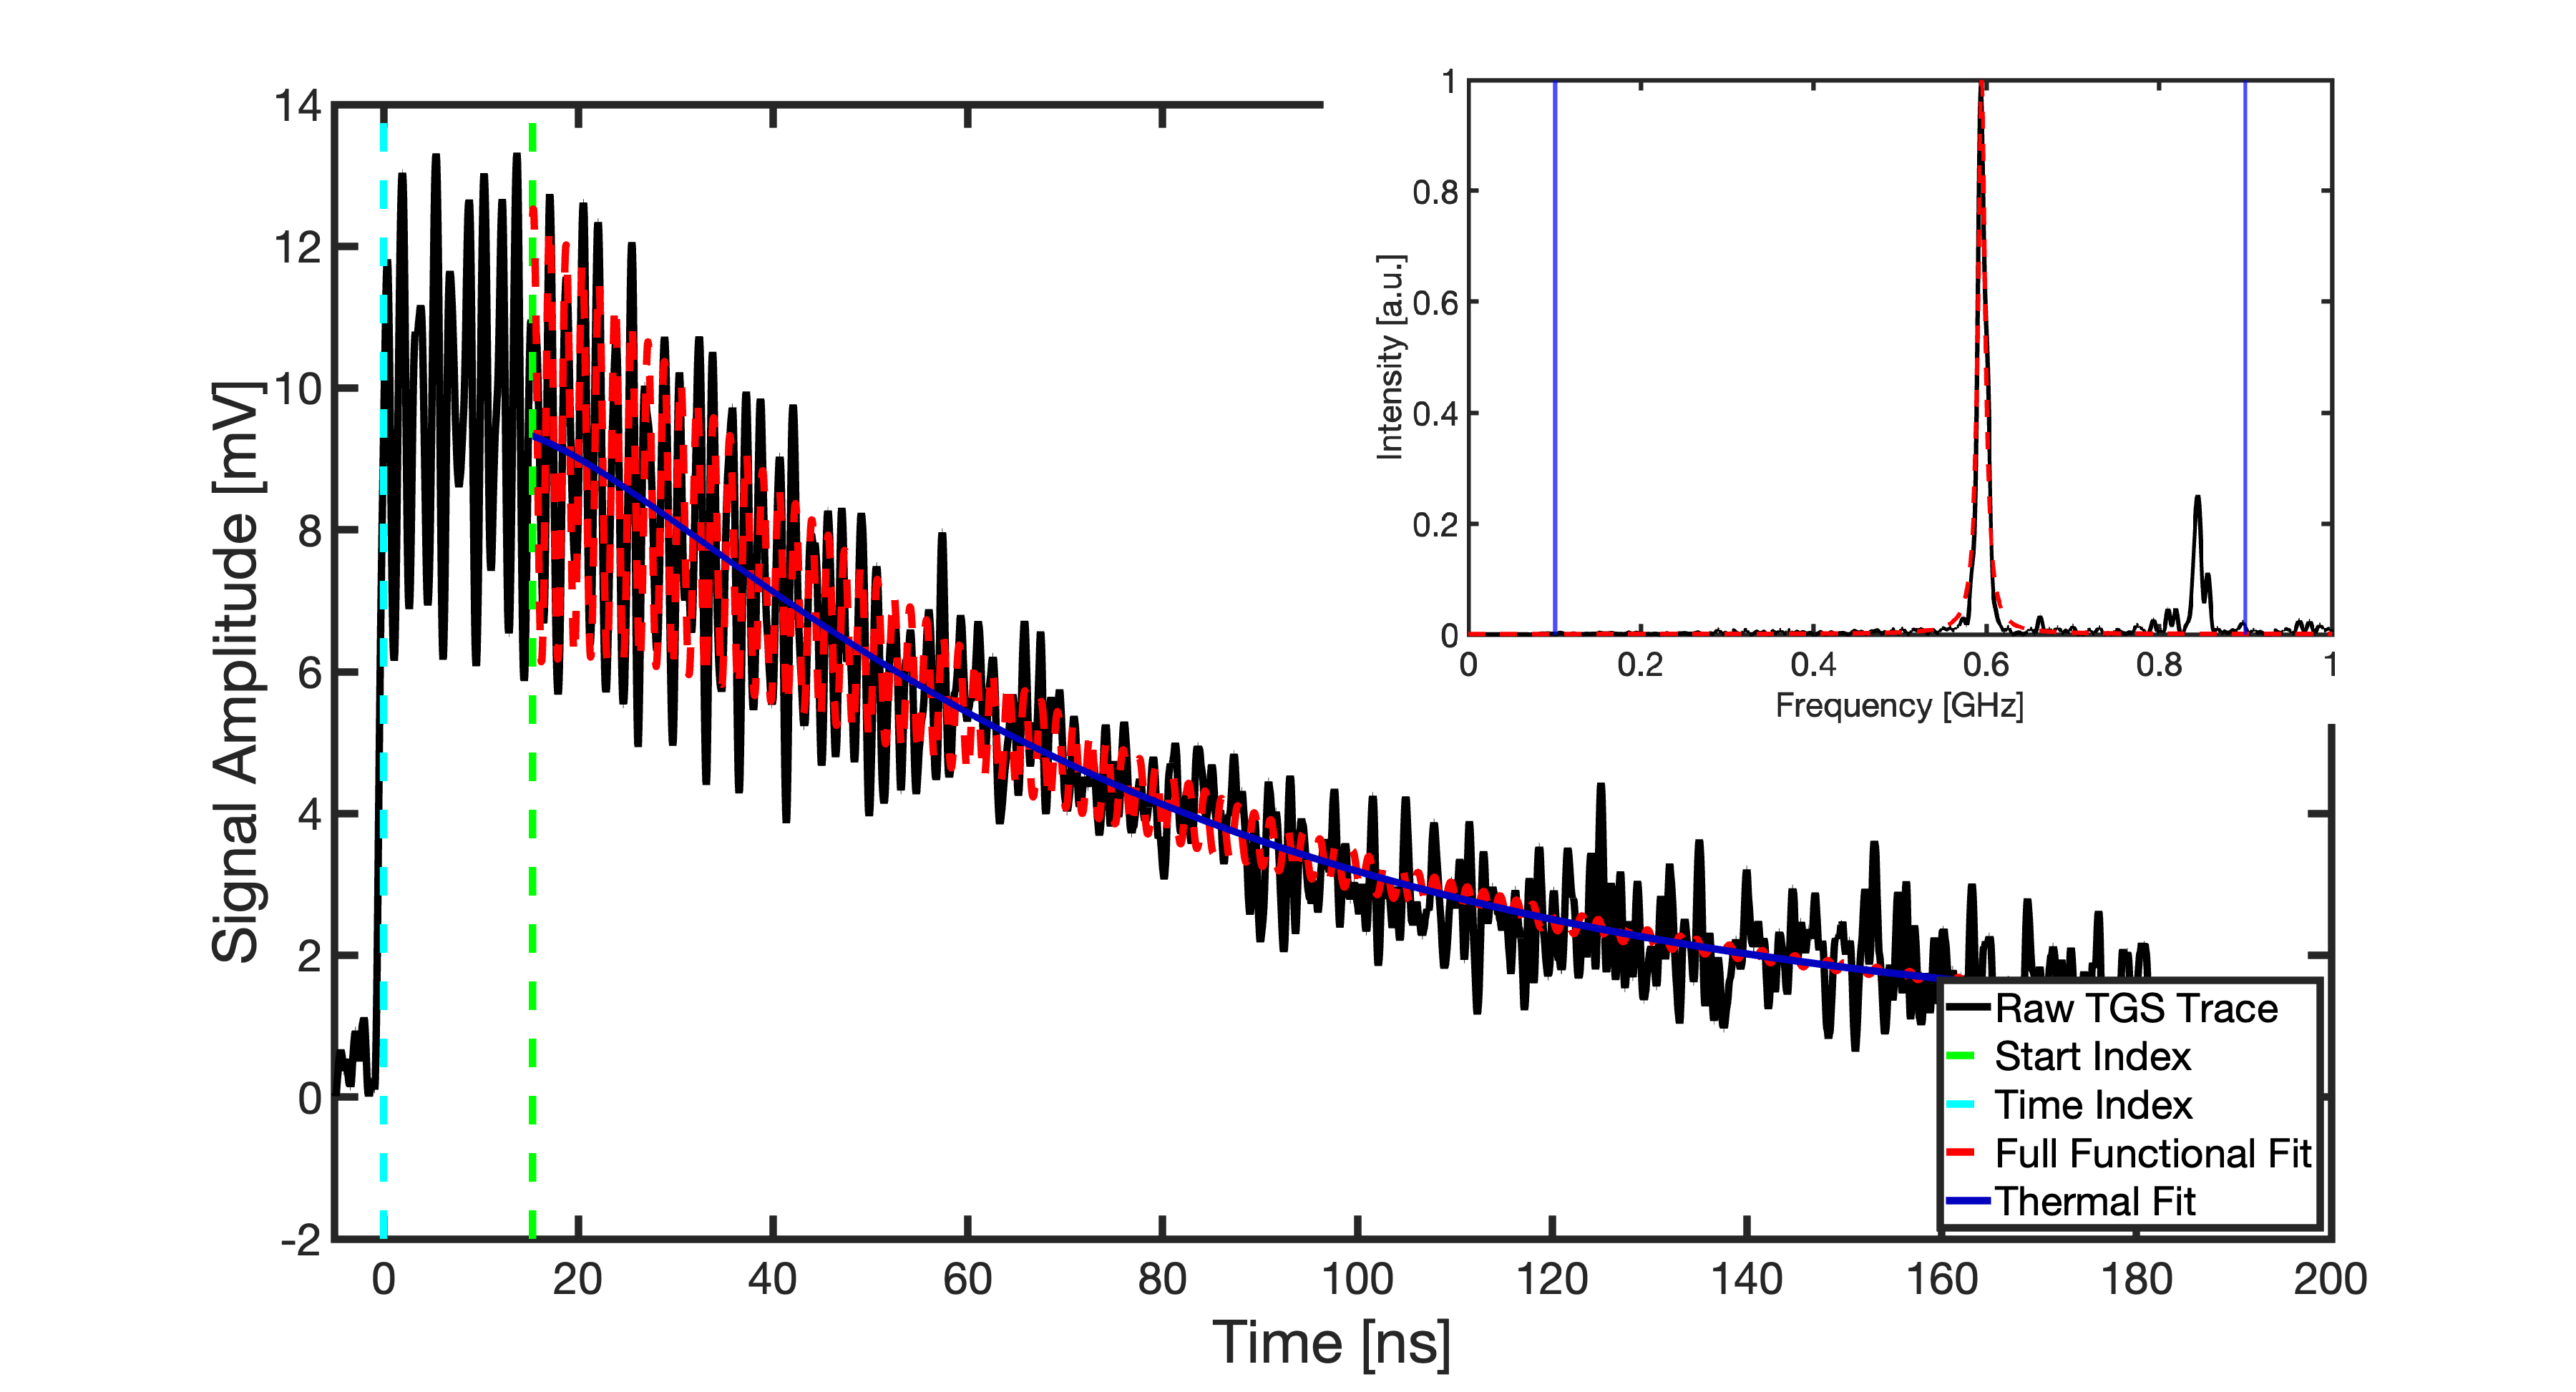 14
12
10
8
6
4
2
0
-2
Signal Amplitude [mV]
0 20 40 60 80 100 120 140 160 180 200
Time [ns]
1
0.8
0.6
0.4
0.2
0
Intensity [a.u.]
0 0.2 0.4 0.6 0.8 1
Frequency [GHz]
Raw TGS Trace
Start Index
Time Index
Full Functional Fit
Thermal Fit